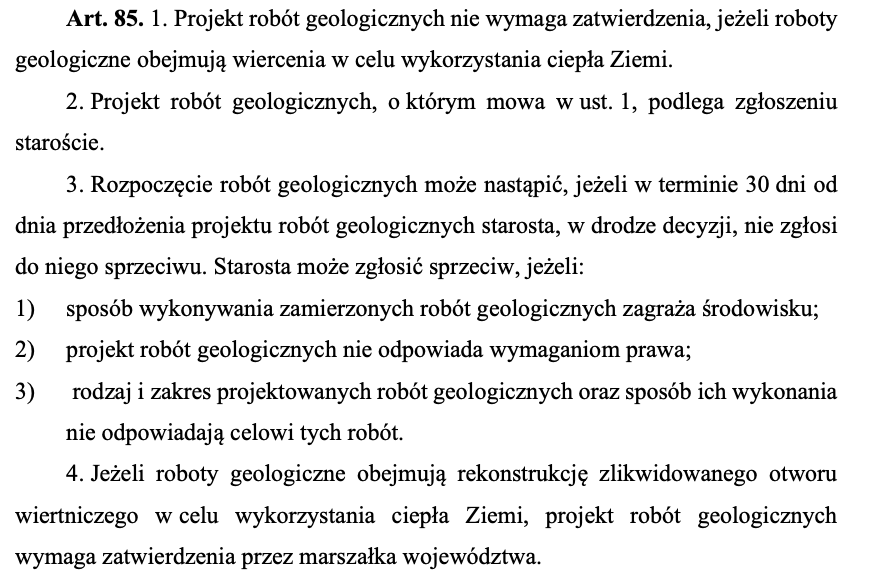 Art. 85. 1. Projekt robót geologicznych nie wymaga zatwierdzenia, jeżeli roboty
geologiczne obejmują wiercenia w celu wykorzystania ciepła Ziemi.
2. Projekt robót geologicznych, o którym mowa w ust. 1, podlega zgłoszeniu
staroście.
3. Rozpoczęcie robót geologicznych może nastąpić, jeżeli w terminie 30 dni od
dnia przedłożenia projektu robót geologicznych starosta, w drodze decyzji, nie zgłosi
do niego sprzeciwu. Starosta może zgłosić sprzeciw, jeżeli:
1) sposób wykonywania zamierzonych robót geologicznych zagraża środowisku;
2) projekt robót geologicznych nie odpowiada wymaganiom prawa;
3) rodzaj i zakres projektowanych robót geologicznych oraz sposób ich wykonania
nie odpowiadają celowi tych robót.
4. Jeżeli roboty geologiczne obejmują rekonstrukcję zlikwidowanego otworu
wiertniczego w celu wykorzystania ciepła Ziemi, projekt robót geologicznych
wymaga zatwierdzenia przez marszałka województwa.